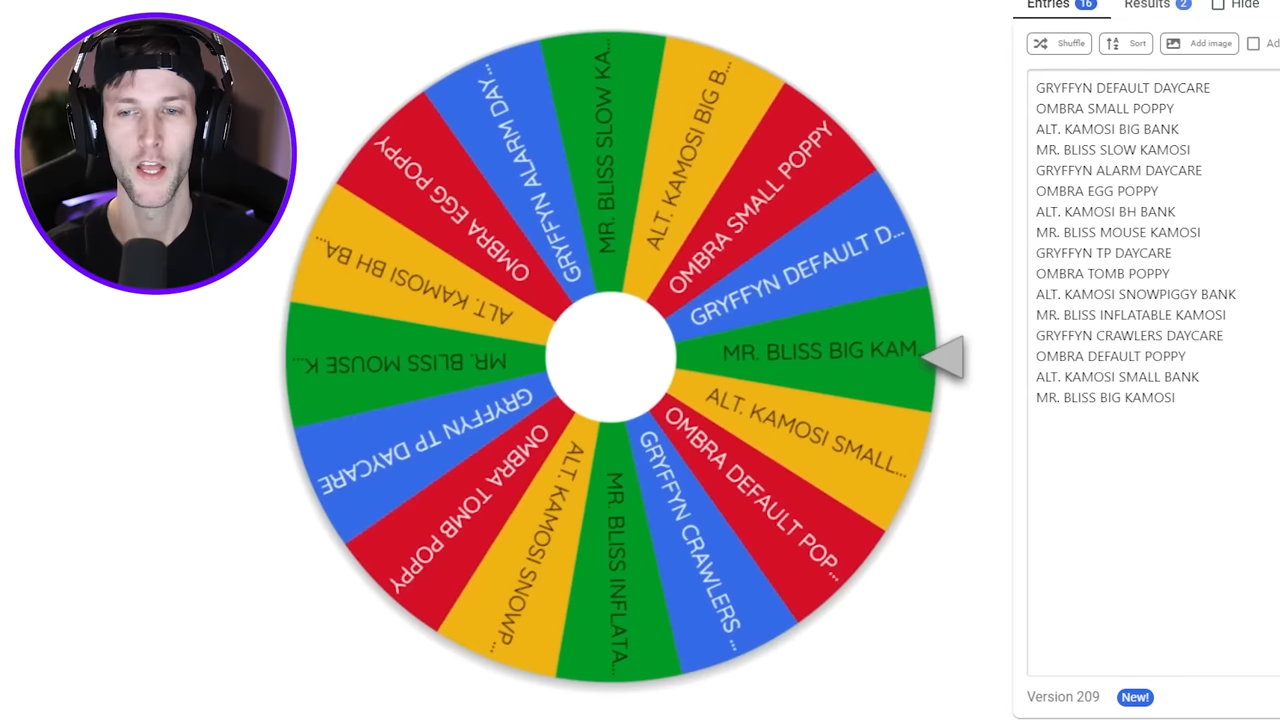 Entries 16 Results 2 Hide
Shuffle Sort Add image Ad
GRYFFYN DEFAULT DAYCARE
OMBRA SMALL POPPY
ALT. KAMOSI BIG BANK
MR. BLISS SLOW KAMOSI
GRYFFYN ALARM DAYCARE
OMBRA EGG POPPY
ALT. KAMOSI BH BANK
MR. BLISS MOUSE KAMOSI
GRYFFYN TP DAYCARE
OMBRA TOMB POPPY
ALT. KAMOSI SNOWPIGGY BANK
MR. BLISS INFLATABLE KAMOSI
GRYFFYN CRAWLERS DAYCARE
OMBRA DEFAULT POPPY
ALT. KAMOSI SMALL BANK
MR. BLISS BIG KAMOSI
Version 209 New!
MR. BLISS SLOW KA...
ALT. KAMOSI BIG B...
OMBRA SMALL POPPY
GRYFFYN DEFAULT D...
MR. BLISS BIG KAM
ALT. KAMOSI SMALL...
OMBRA DEFAULT POP...
GRYFFYN CRAWLERS ...
MR. BLISS INFLATA...
ALT. KAMOSI SNOWP...
OMBRA TOMB POPPY
GRYFFYN TP DAYCARE
MR. BLISS MOUSE K...
ALT. KAMOSI BH BA...
OMBRA EGG POPPY
GRYFFYN ALARM DAY...